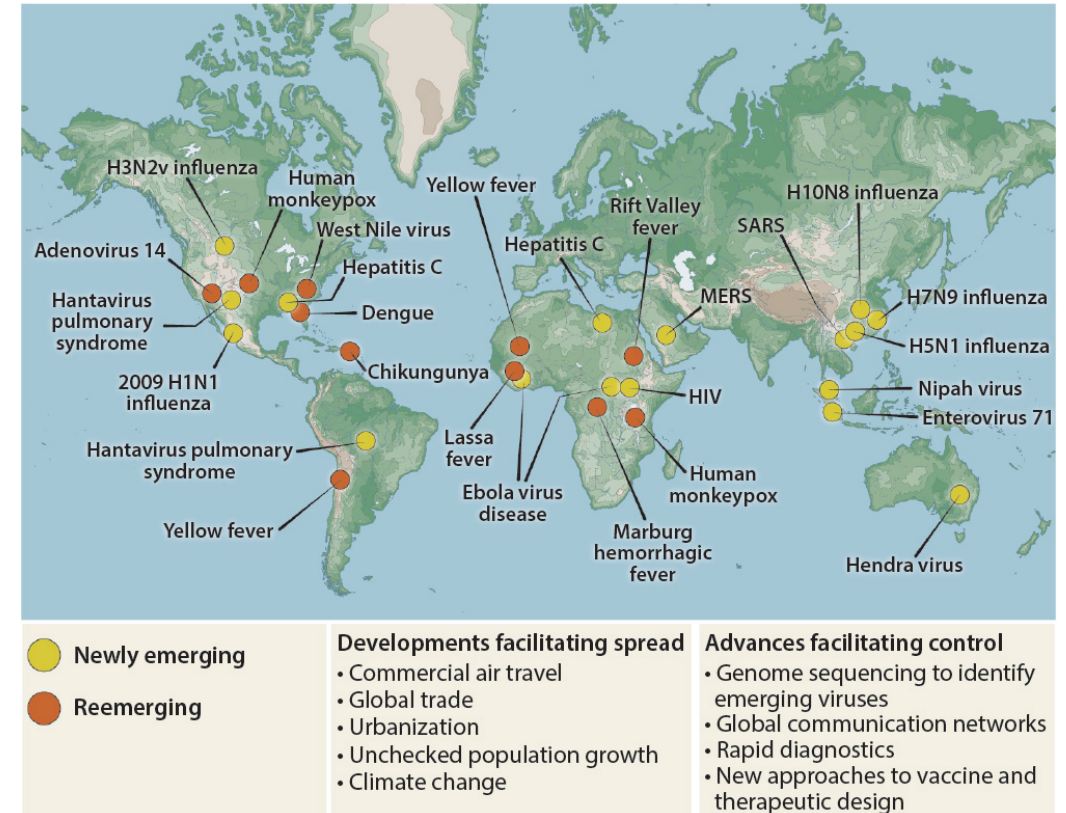 H3N2v influenza
Human
monkeypox
West Nile virus
Adenovirus 14
Hepatitis C
Hantavirus
pulmonary
syndrome
Dengue
2009 H1N1
influenza
Chikungunya
Hantavirus pulmonary
syndrome
Yellow fever
Yellow fever
Hepatitis C
Rift Valley
fever
MERS
HIV
Lassa
fever
Ebola virus
disease
Human
monkeypox
Marburg
hemorrhagic
fever
H10N8 influenza
SARS
H7N9 influenza
H5N1 influenza
Nipah virus
Enterovirus 71
Hendra virus
Newly emerging
Reemerging
Developments facilitating spread
• Commercial air travel
• Global trade
• Urbanization
• Unchecked population growth
• Climate change
Advances facilitating control
• Genome sequencing to identify
emerging viruses
• Global communication networks
• Rapid diagnostics
• New approaches to vaccine and
therapeutic design